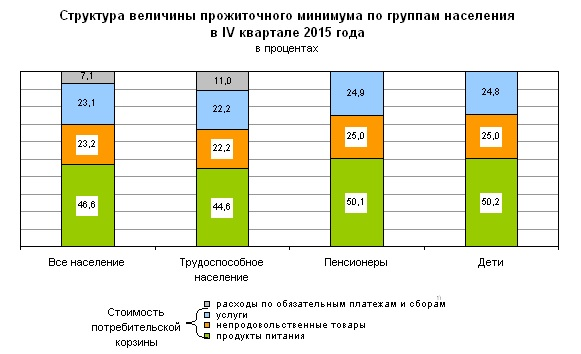 Структура величины прожиточного минимума по группам населения
в IV квартале 2015 года
в процентах
7,1
11,0
23,1
22,2
24,9
24,8
23,2
22,2
25,0
25,0
46,6
44,6
50,1
50,2
Все население
Трудоспособное
население
Пенсионеры
Дети
Стоимость
потребительской
корзины
расходы по обязательным платежам и сборам
услуги
непродовольственные товары
продукты питания